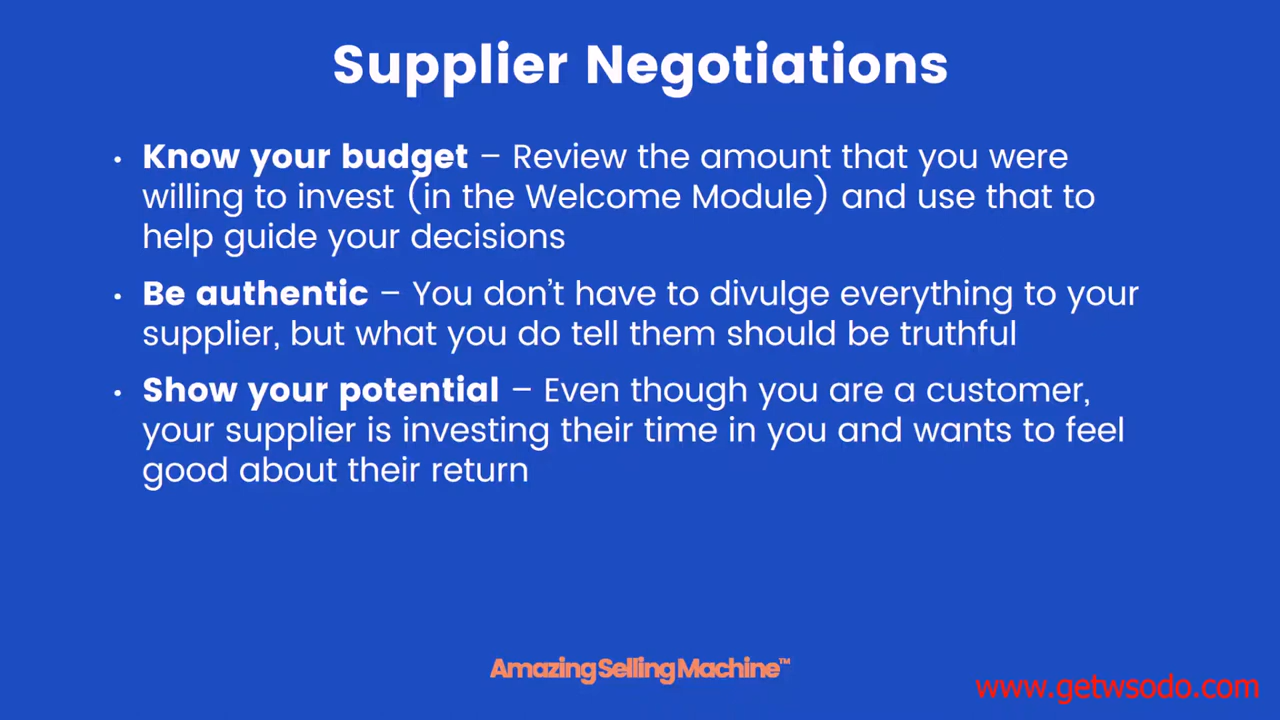 Supplier Negotiations
• Know your budget – Review the amount that you were
willing to invest (in the Welcome Module) and use that to
help guide your decisions
• Be authentic – You don’t have to divulge everything to your
supplier, but what you do tell them should be truthful
• Show your potential – Even though you are a customer,
your supplier is investing their time in you and wants to feel
good about their return
Amazing Selling Machine™
www.getwsodo.com